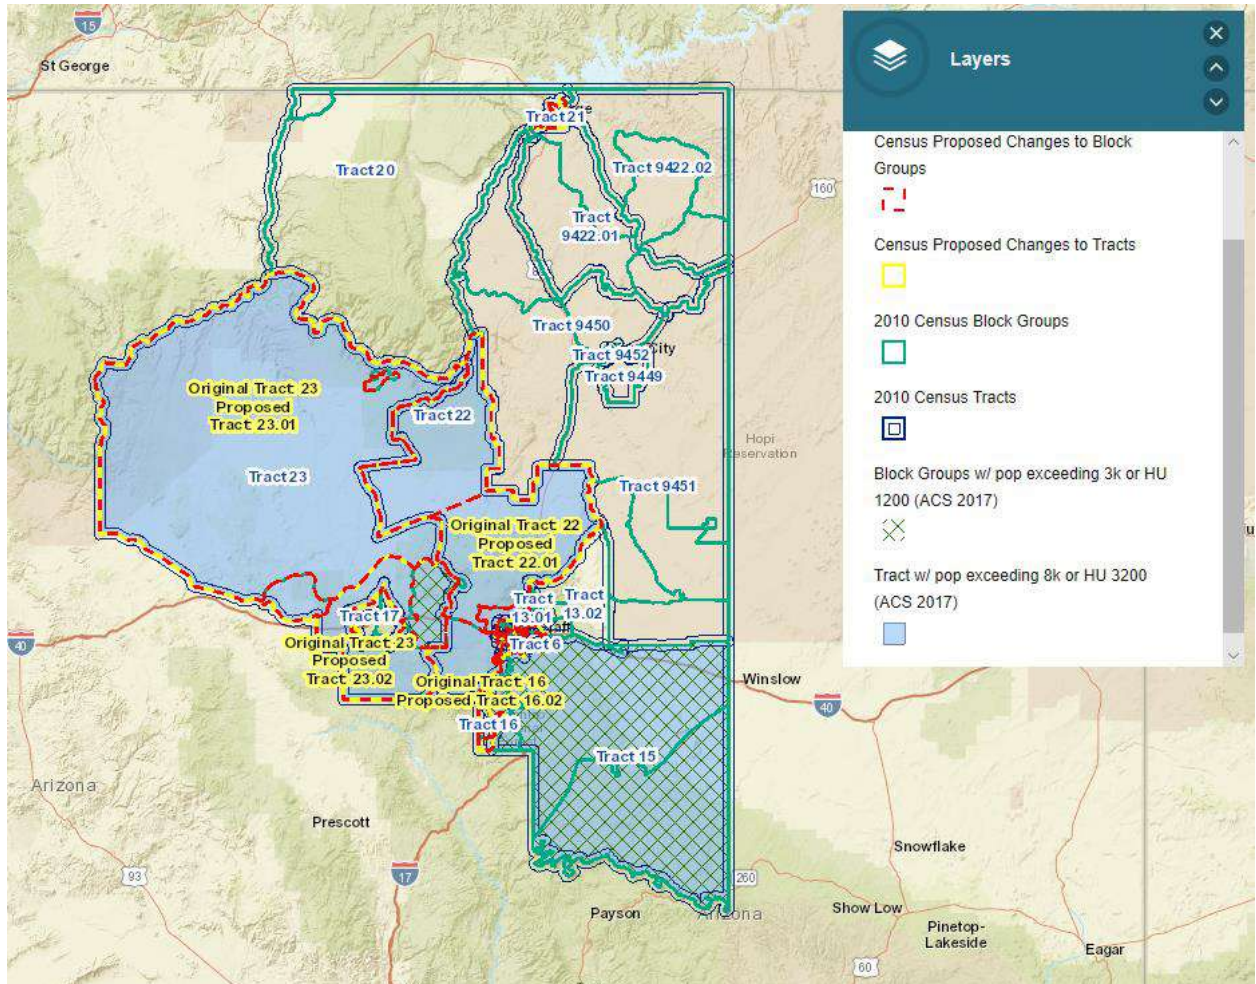 15
St George
Tract 21
Tract 20
Tract 9422.02
160
Tract
9422.01
Tract 9450
Tract 9452
City
Tract 9449
Original Tract 23
Proposed
Tract 23.01
Tract 22
Hopi
Reservation
Tract 23
Tract 9451
Original Tract 22
Proposed
Tract 22.01
Tract
13.01
Tract
13.02
Tract 17
40
Tract 6
Original Tract 23
Proposed
Tract 23.02
Original Tract 16
Proposed Tract 16.02
Winslow
40
Tract 16
Tract 15
Arizona
Prescott
Snowflake
93
17
260
Payson
Arizona
Show Low
Pinetop-
Lakeside
Eagar
60
Layers
Census Proposed Changes to Block
Groups
Census Proposed Changes to Tracts
2010 Census Block Groups
2010 Census Tracts
Block Groups w/ pop exceeding 3k or HU
1200 (ACS 2017)
Tract w/ pop exceeding 8k or HU 3200
(ACS 2017)